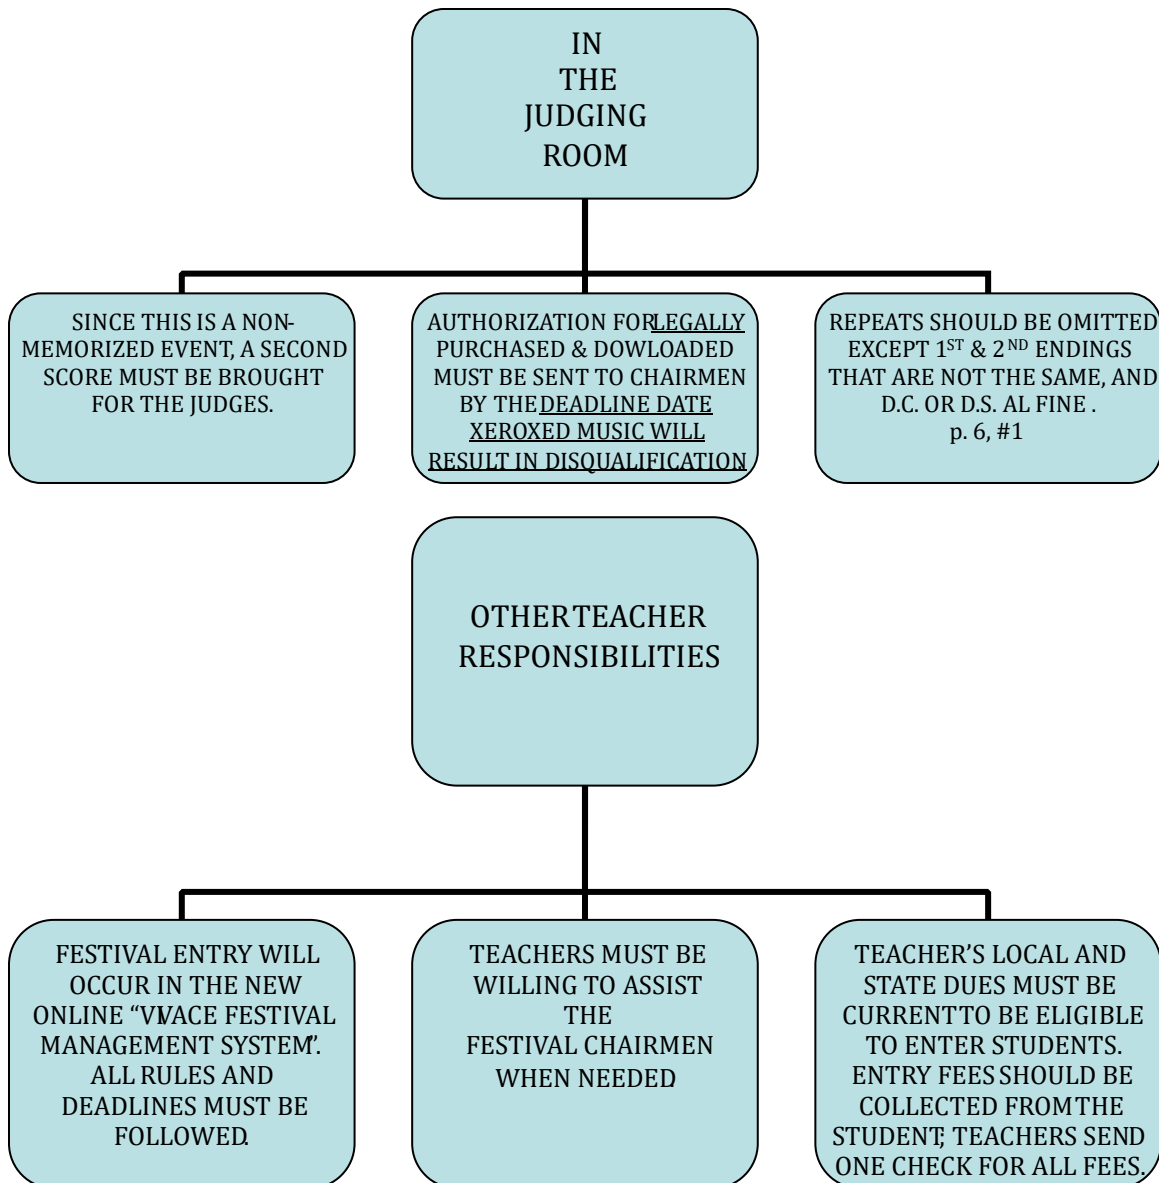 IN
THE
JUDGING
ROOM
SINCE THIS IS A NON-
MEMORIZED EVENT, A SECOND
SCORE MUST BE BROUGHT
FOR THE JUDGES.
AUTHORIZATION FOR LEGALLY
PURCHASED & DOWLOADED
MUST BE SENT TO CHAIRMEN
BY THE DEADLINE DATE
XEROXED MUSIC WILL
RESULT IN DISQUALIFICATION.
REPEATS SHOULD BE OMITTED
EXCEPT 1ST & 2ND ENDINGS
THAT ARE NOT THE SAME, AND
D.C. OR D.S. AL FINE .
p. 6, #1
OTHER TEACHER
RESPONSIBILITIES
FESTIVAL ENTRY WILL
OCCUR IN THE NEW
ONLINE “VIVACE FESTIVAL
MANAGEMENT SYSTEM”.
ALL RULES AND
DEADLINES MUST BE
FOLLOWED.
TEACHERS MUST BE
WILLING TO ASSIST
THE
FESTIVAL CHAIRMEN
WHEN NEEDED.
TEACHER’S LOCAL AND
STATE DUES MUST BE
CURRENT TO BE ELIGIBLE
TO ENTER STUDENTS.
ENTRY FEES SHOULD BE
COLLECTED FROM THE
STUDENT; TEACHERS SEND
ONE CHECK FOR ALL FEES.